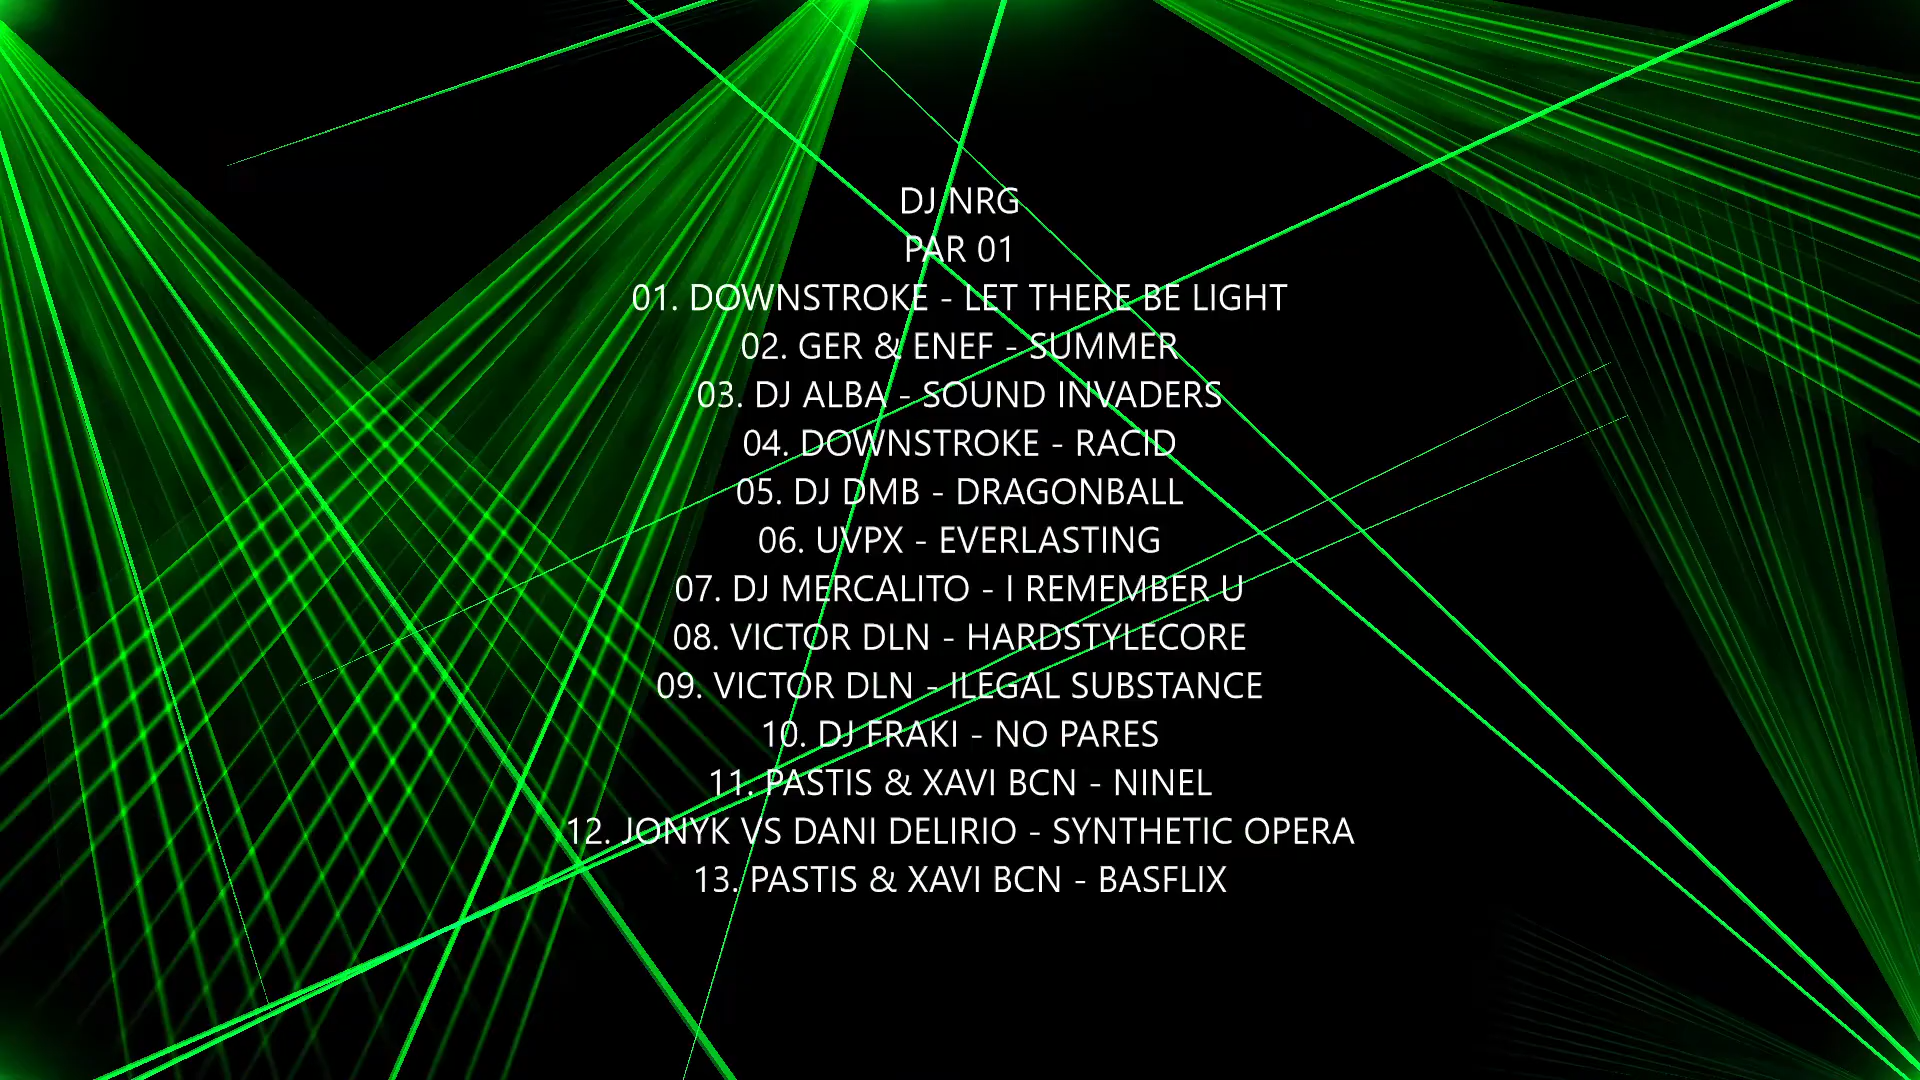 DJ NRG
PAR 01
01. DOWNSTROKE - LET THERE BE LIGHT
02. GER & ENEF - SUMMER
03. DJ ALBA - SOUND INVADERS
04. DOWNSTROKE - RACID
05. DJ DMB - DRAGONBALL
06. UVPX - EVERLASTING
07. DJ MERCALITO - I REMEMBER U
08. VICTOR DLN - HARDSTYLECORE
09. VICTOR DLN - ILEGAL SUBSTANCE
10. DJ FRAKI - NO PARES
11. PASTIS & XAVI BCN - NINEL
12. JONYK VS DANI DELIRIO - SYNTHETIC OPERA
13. PASTIS & XAVI BCN - BASFLIX